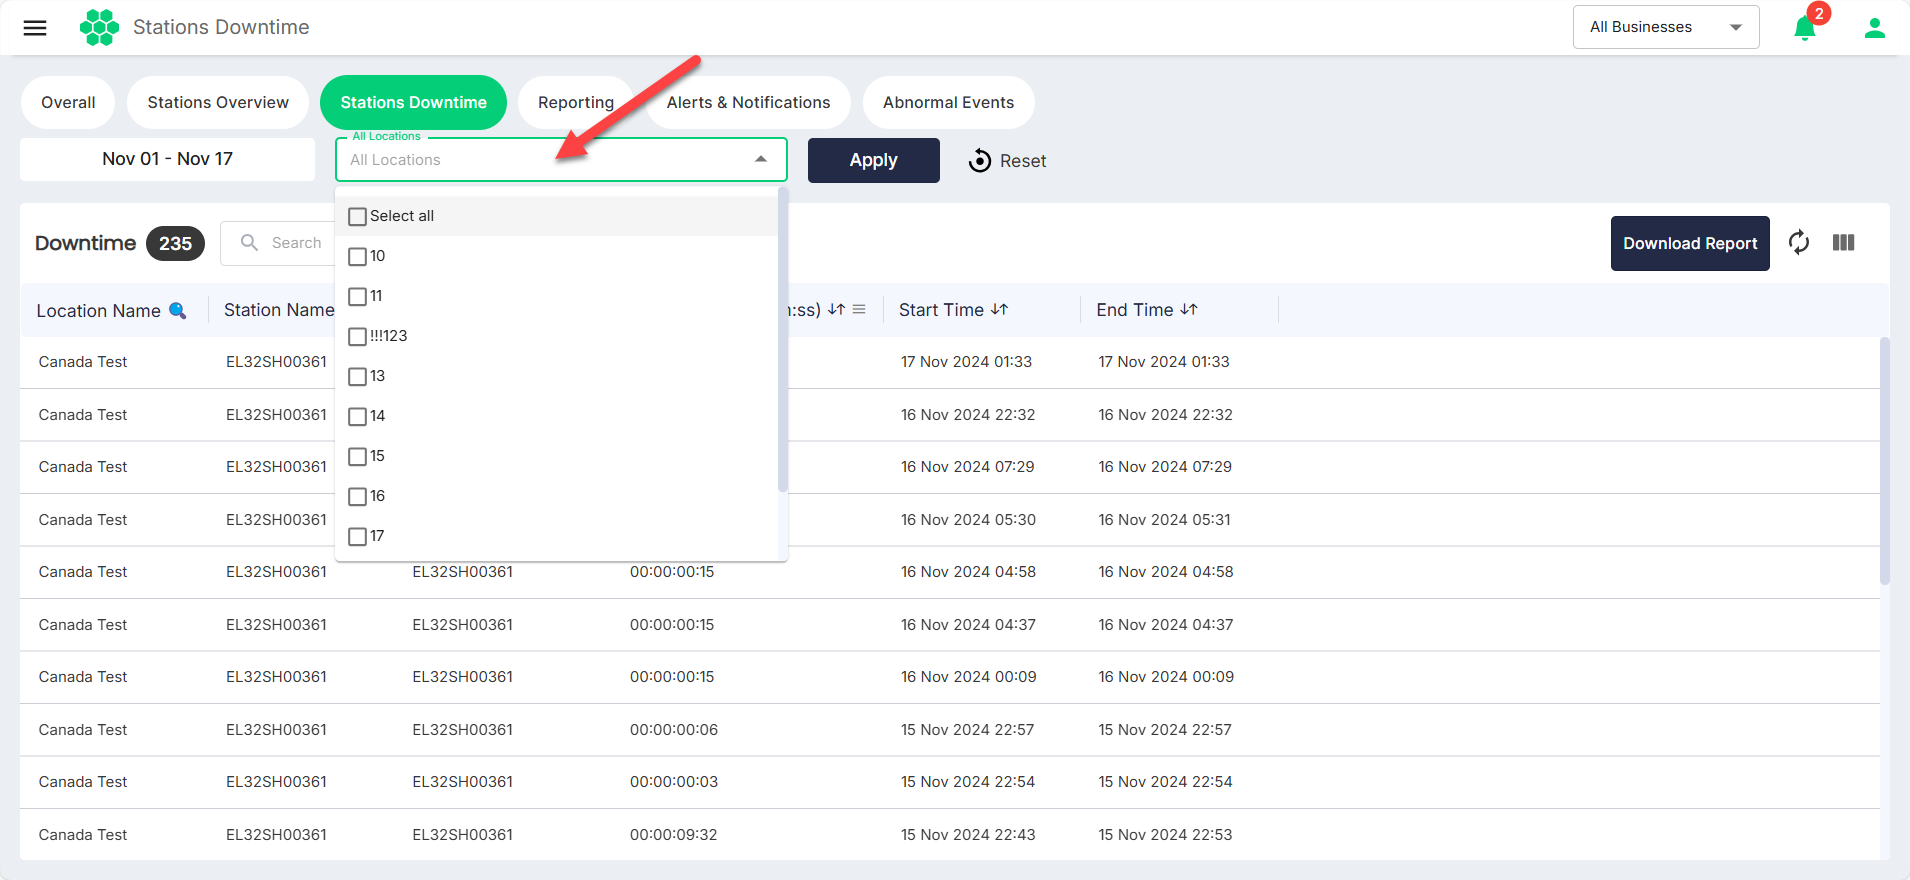 Stations Downtime
All Businesses
2
Overall
Stations Overview
Stations Downtime
Reporting
Alerts & Notifications
Abnormal Events
Nov 01 - Nov 17
All Locations
All Locations
Apply
Reset
Select all
10
11
!!!123
13
14
15
16
17
Downtime 235
Search
Download Report
Location Name Station Name :ss) Start Time End Time
Canada Test EL32SH00361 17 Nov 2024 01:33 17 Nov 2024 01:33
Canada Test EL32SH00361 16 Nov 2024 22:32 16 Nov 2024 22:32
Canada Test EL32SH00361 16 Nov 2024 07:29 16 Nov 2024 07:29
Canada Test EL32SH00361 16 Nov 2024 05:30 16 Nov 2024 05:31
Canada Test EL32SH00361 EL32SH00361 00:00:00:15 16 Nov 2024 04:58 16 Nov 2024 04:58
Canada Test EL32SH00361 EL32SH00361 00:00:00:15 16 Nov 2024 04:37 16 Nov 2024 04:37
Canada Test EL32SH00361 EL32SH00361 00:00:00:15 16 Nov 2024 00:09 16 Nov 2024 00:09
Canada Test EL32SH00361 EL32SH00361 00:00:00:06 15 Nov 2024 22:57 15 Nov 2024 22:57
Canada Test EL32SH00361 EL32SH00361 00:00:00:03 15 Nov 2024 22:54 15 Nov 2024 22:54
Canada Test EL32SH00361 EL32SH00361 00:00:09:32 15 Nov 2024 22:43 15 Nov 2024 22:53